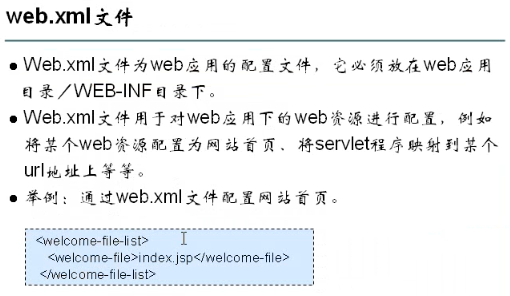 web.xml文件
● Web.xml文件为web应用的配置文件，它必须放在web应用
目录／WEB-INF目录下。
● Web.xml文件用于对web应用下的web资源进行配置，例如
将某个web资源配置为网站首页、将servlet程序映射到某个
url地址上等等。
● 举例：通过web.xml文件配置网站首页。
<welcome-file-list>
<welcome-file>index.jsp</welcome-file>
</welcome-file-list>